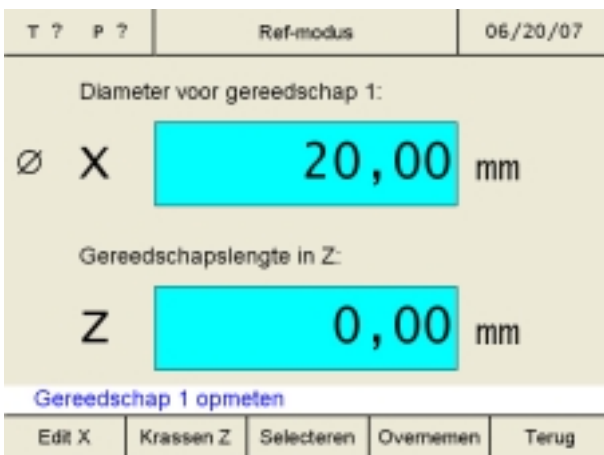 T ? P ? Ref-modus 06/20/07
Diameter voor gereedschap 1:
Ø X 20,00 mm
Gereedschapslengte in Z:
Z 0,00 mm
Gereedschap 1 opmeten
Edit X Krassen Z Selecteren Overnemen Terug